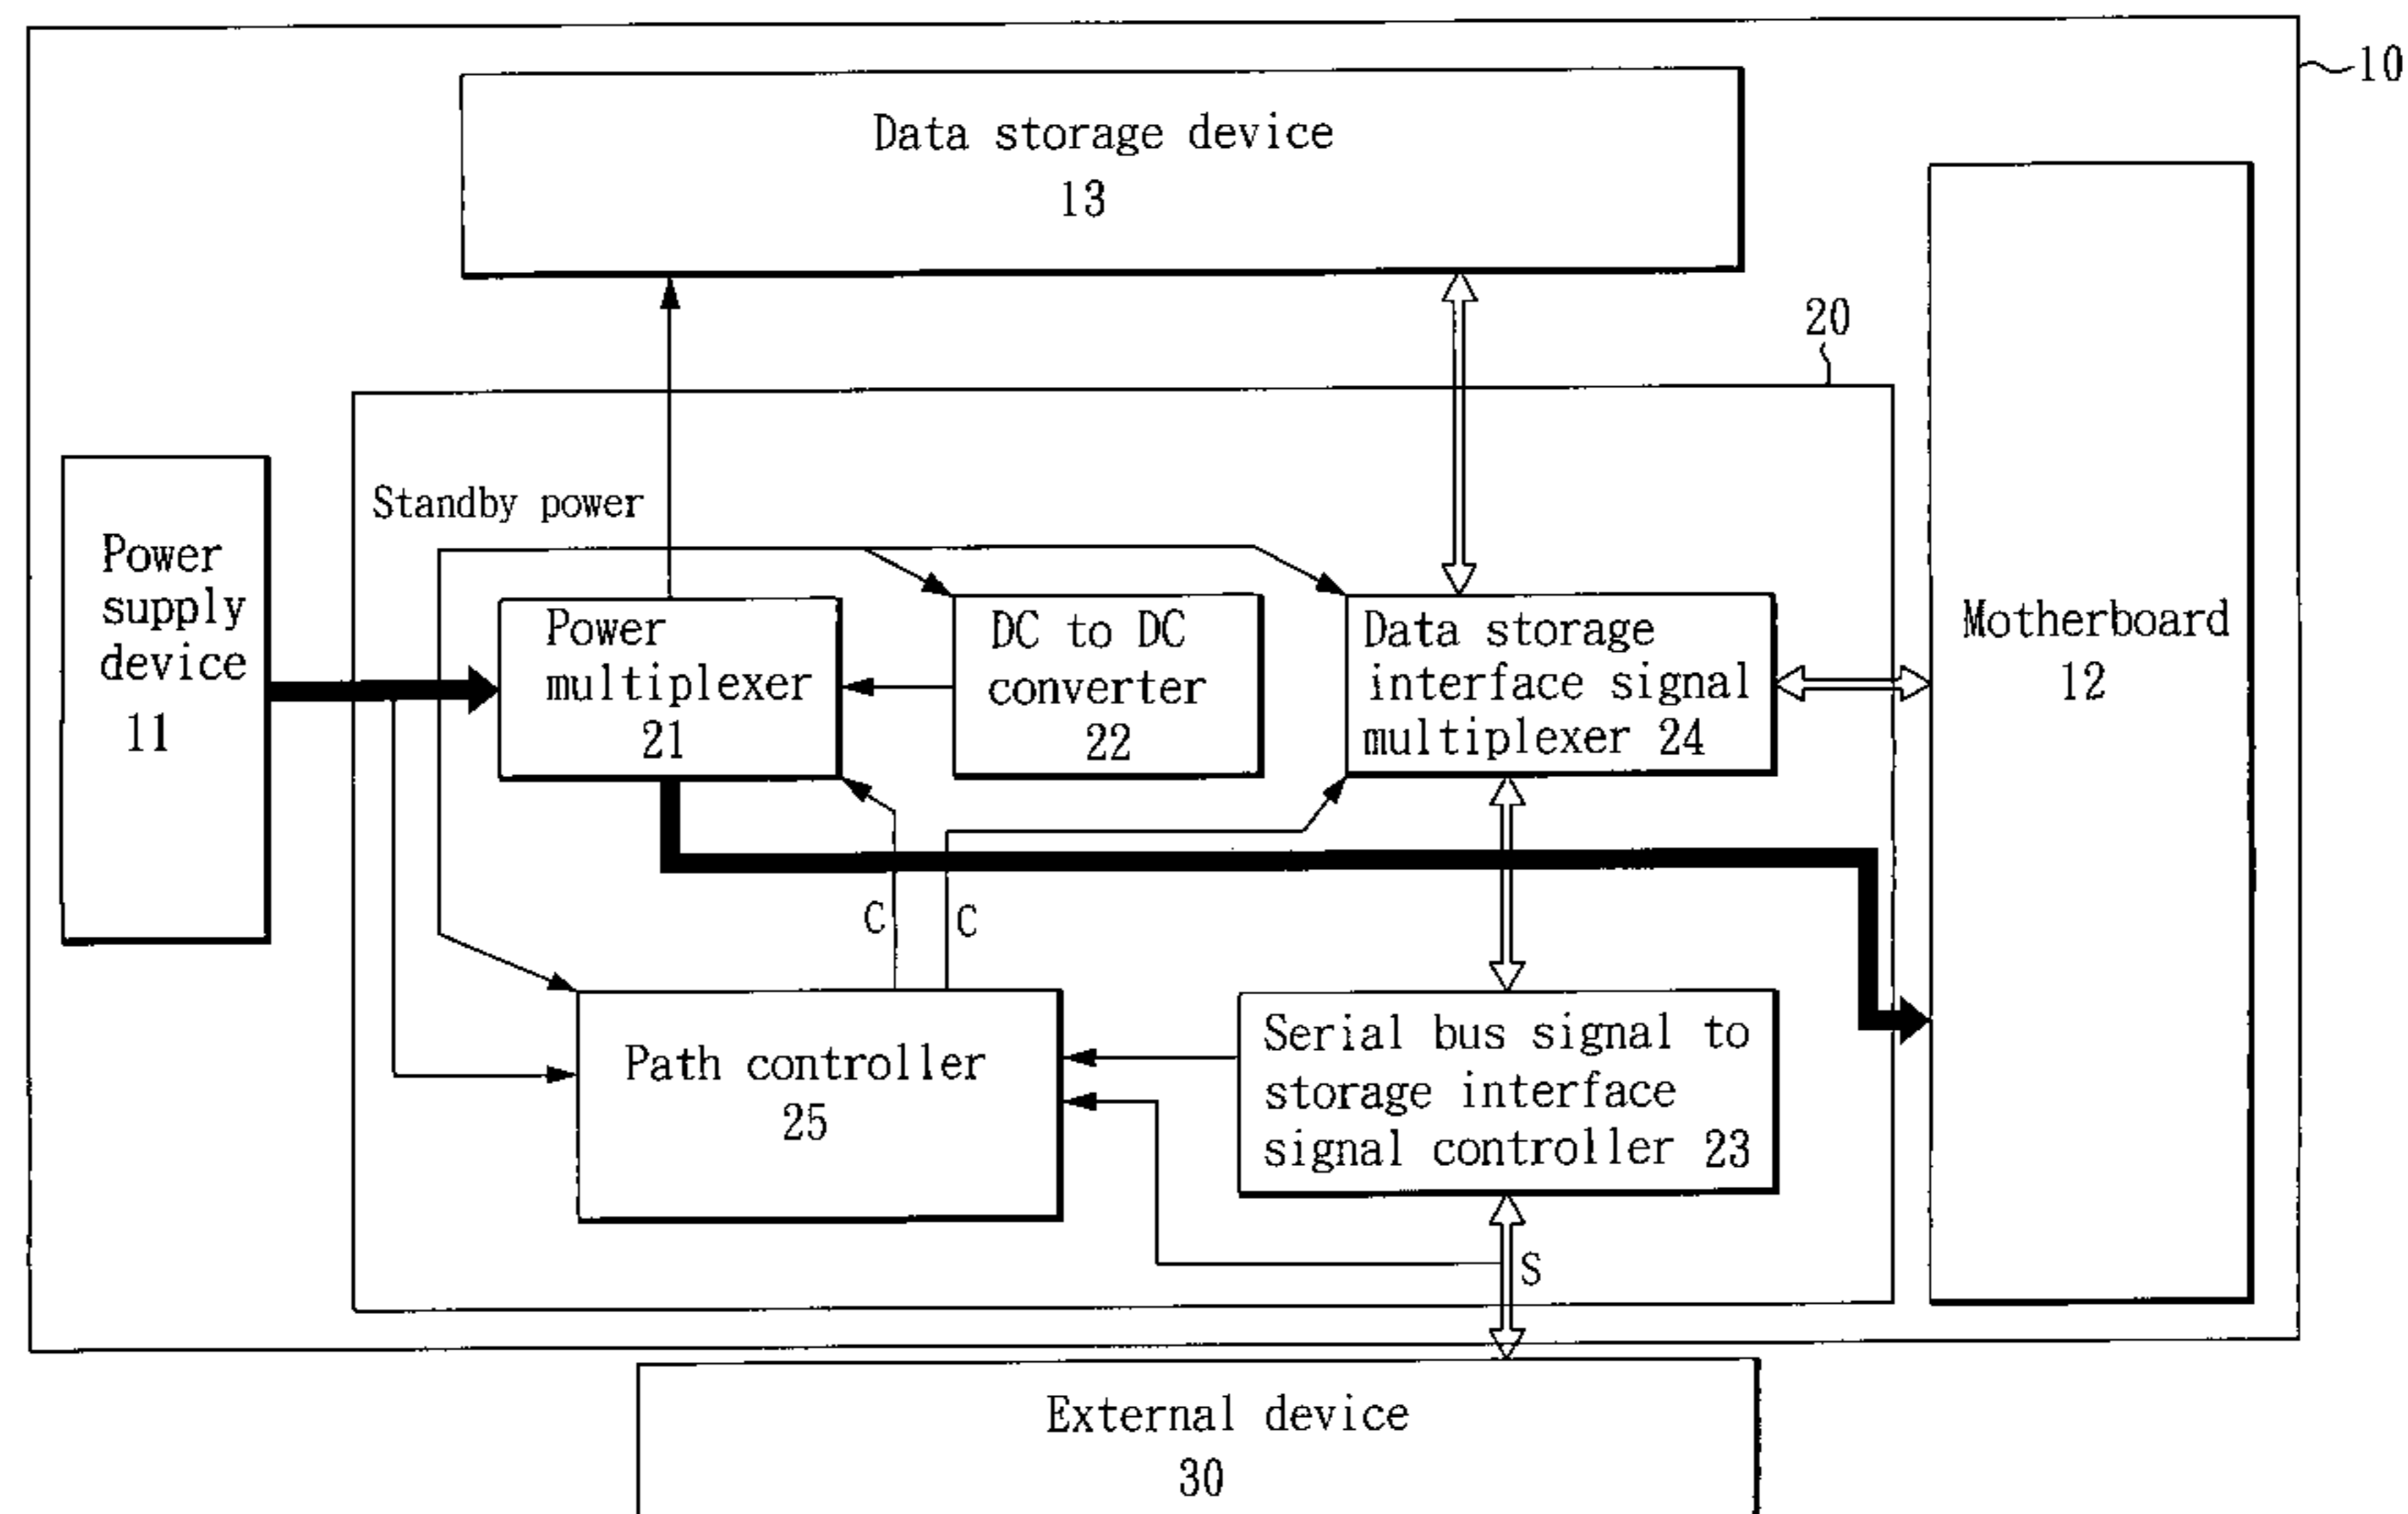 10
Data storage device
13
20
Standby power
Power
supply
device
11
Power
multiplexer
21
DC to DC
converter
22
Data storage
interface signal
multiplexer 24
Motherboard
12
C
C
Path controller
25
Serial bus signal to
storage interface
signal controller 23
S
External device
30